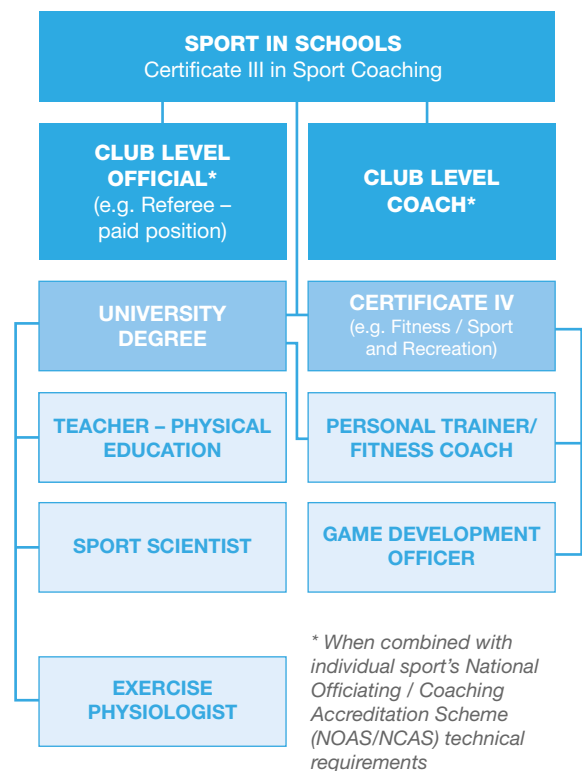 SPORT IN SCHOOLS
Certificate III in Sport Coaching
CLUB LEVEL
OFFICIAL*
(e.g. Referee –
paid position)
CLUB LEVEL
COACH*
UNIVERSITY
DEGREE
CERTIFICATE IV
(e.g. Fitness / Sport
and Recreation)
TEACHER – PHYSICAL
EDUCATION
PERSONAL TRAINER/
FITNESS COACH
SPORT SCIENTIST
GAME DEVELOPMENT
OFFICER
EXERCISE
PHYSIOLOGIST
* When combined with
individual sport's National
Officiating / Coaching
Accreditation Scheme
(NOAS/NCAS) technical
requirements